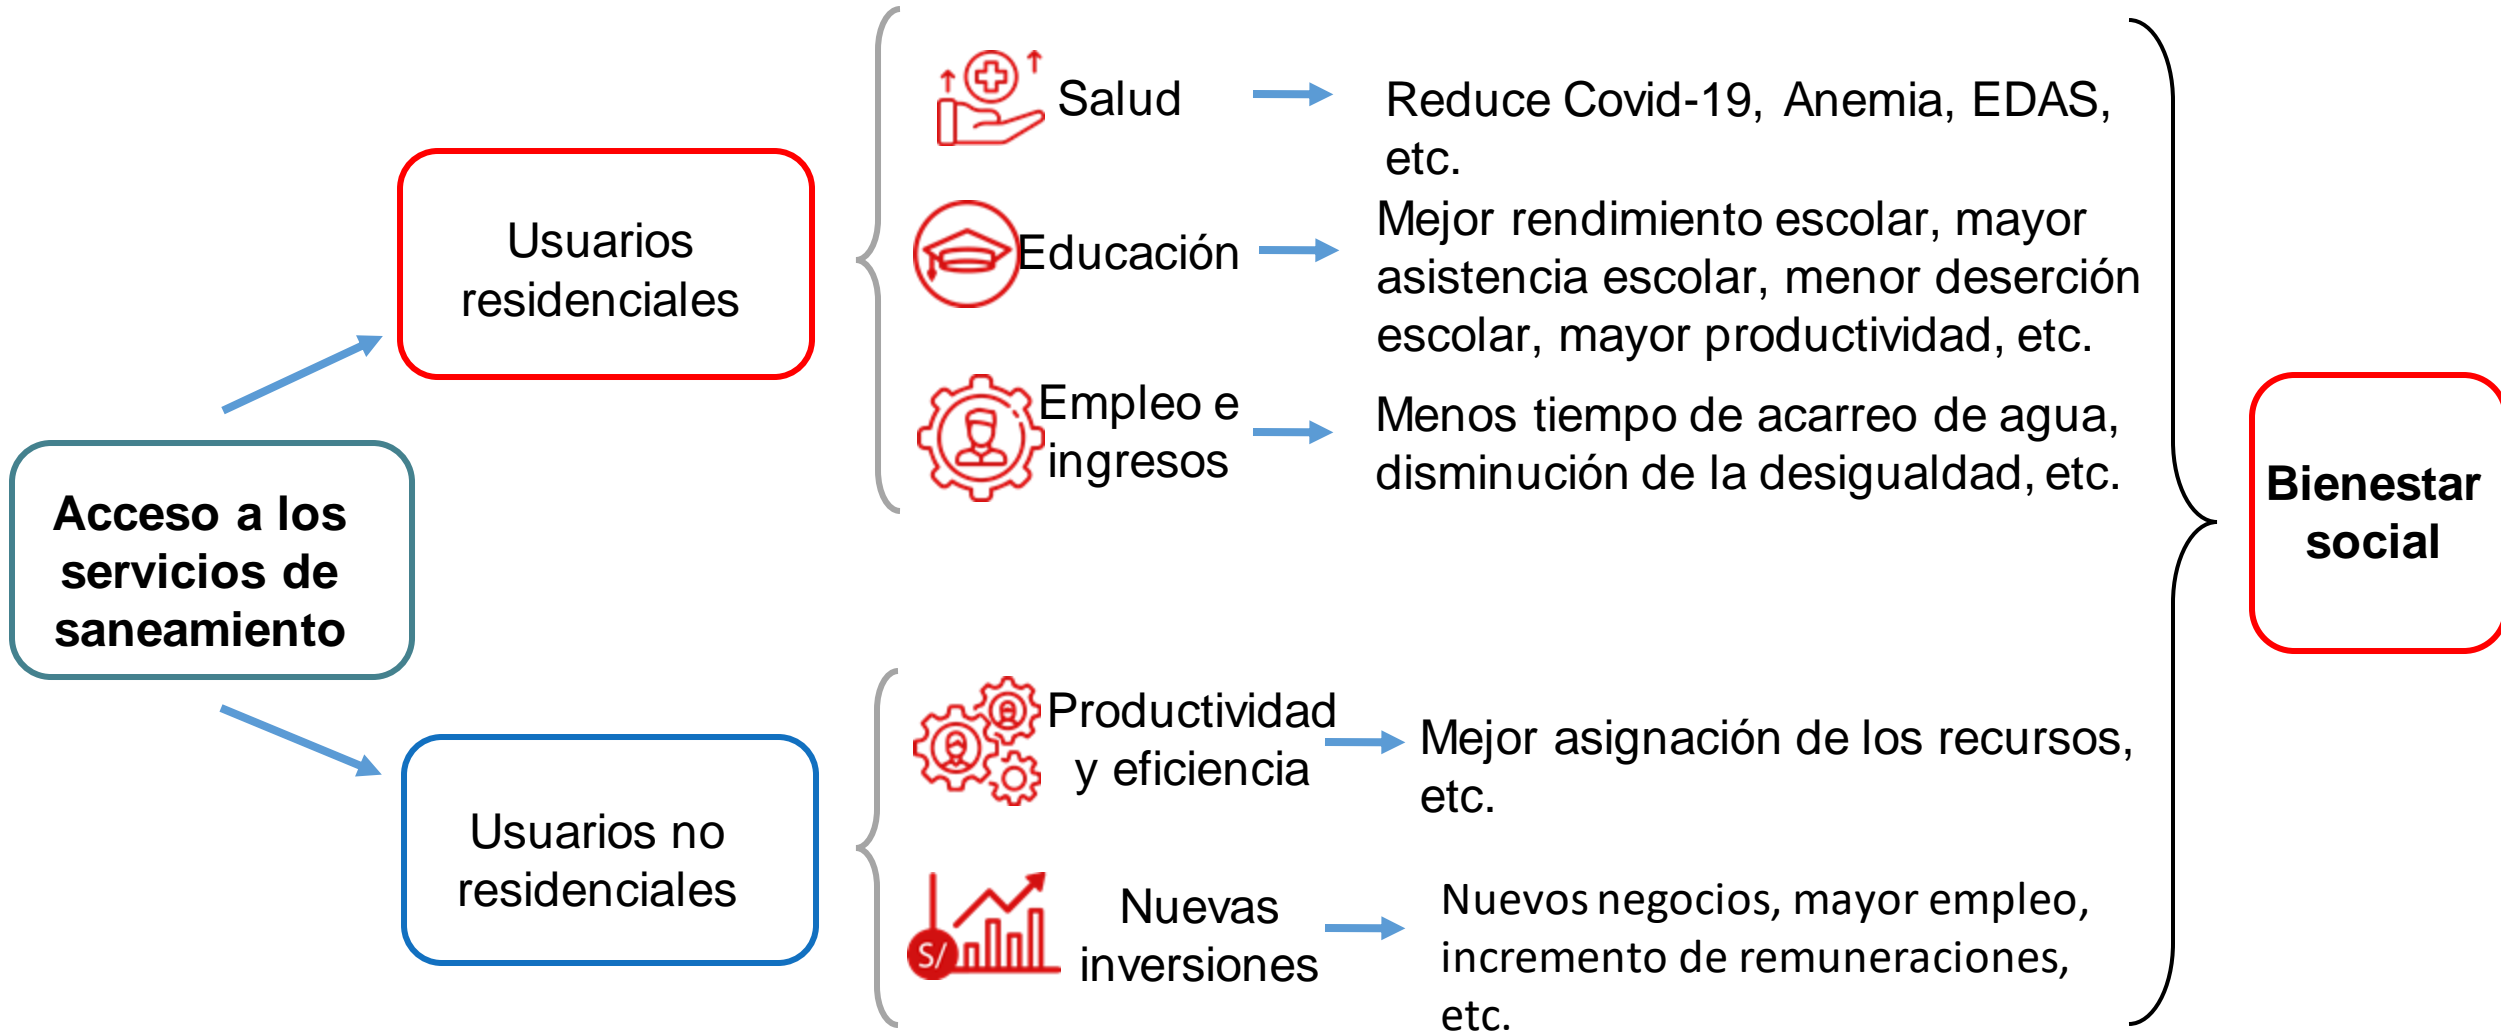 Acceso a los
servicios de
saneamiento
Usuarios
residenciales
Salud
Reduce Covid-19, Anemia, EDAS,
etc.
Educación
Mejor rendimiento escolar, mayor
asistencia escolar, menor deserción
escolar, mayor productividad, etc.
Empleo e
ingresos
Menos tiempo de acarreo de agua,
disminución de la desigualdad, etc.
Usuarios no
residenciales
Productividad
y eficiencia
Mejor asignación de los recursos,
etc.
S/
Nuevas
inversiones
Nuevos negocios, mayor empleo,
incremento de remuneraciones,
etc.
Bienestar
social